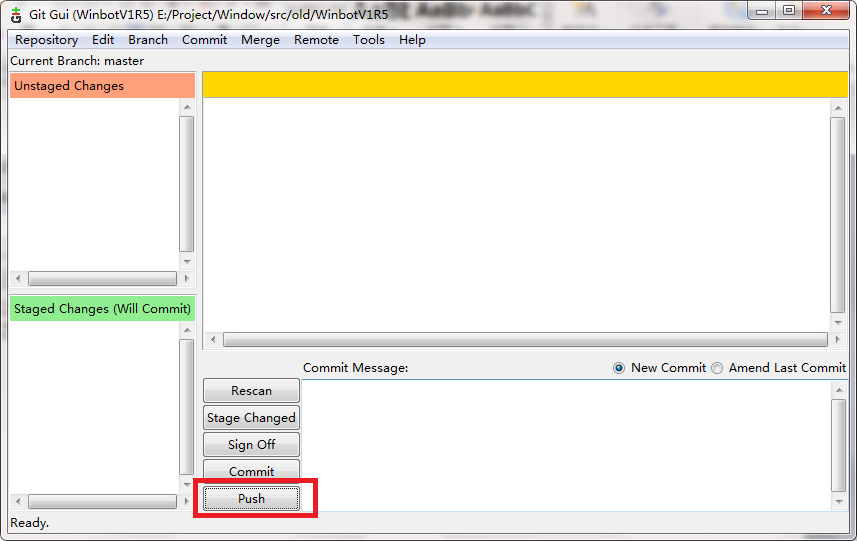 Git Gui (WinbotV1R5) E:/Project/Window/src/old/WinbotV1R5
Repository Edit Branch Commit Merge Remote Tools Help
Current Branch: master
Unstaged Changes
Staged Changes (Will Commit)
Commit Message:
New Commit
Amend Last Commit
Rescan
Stage Changed
Sign Off
Commit
Push
Ready.